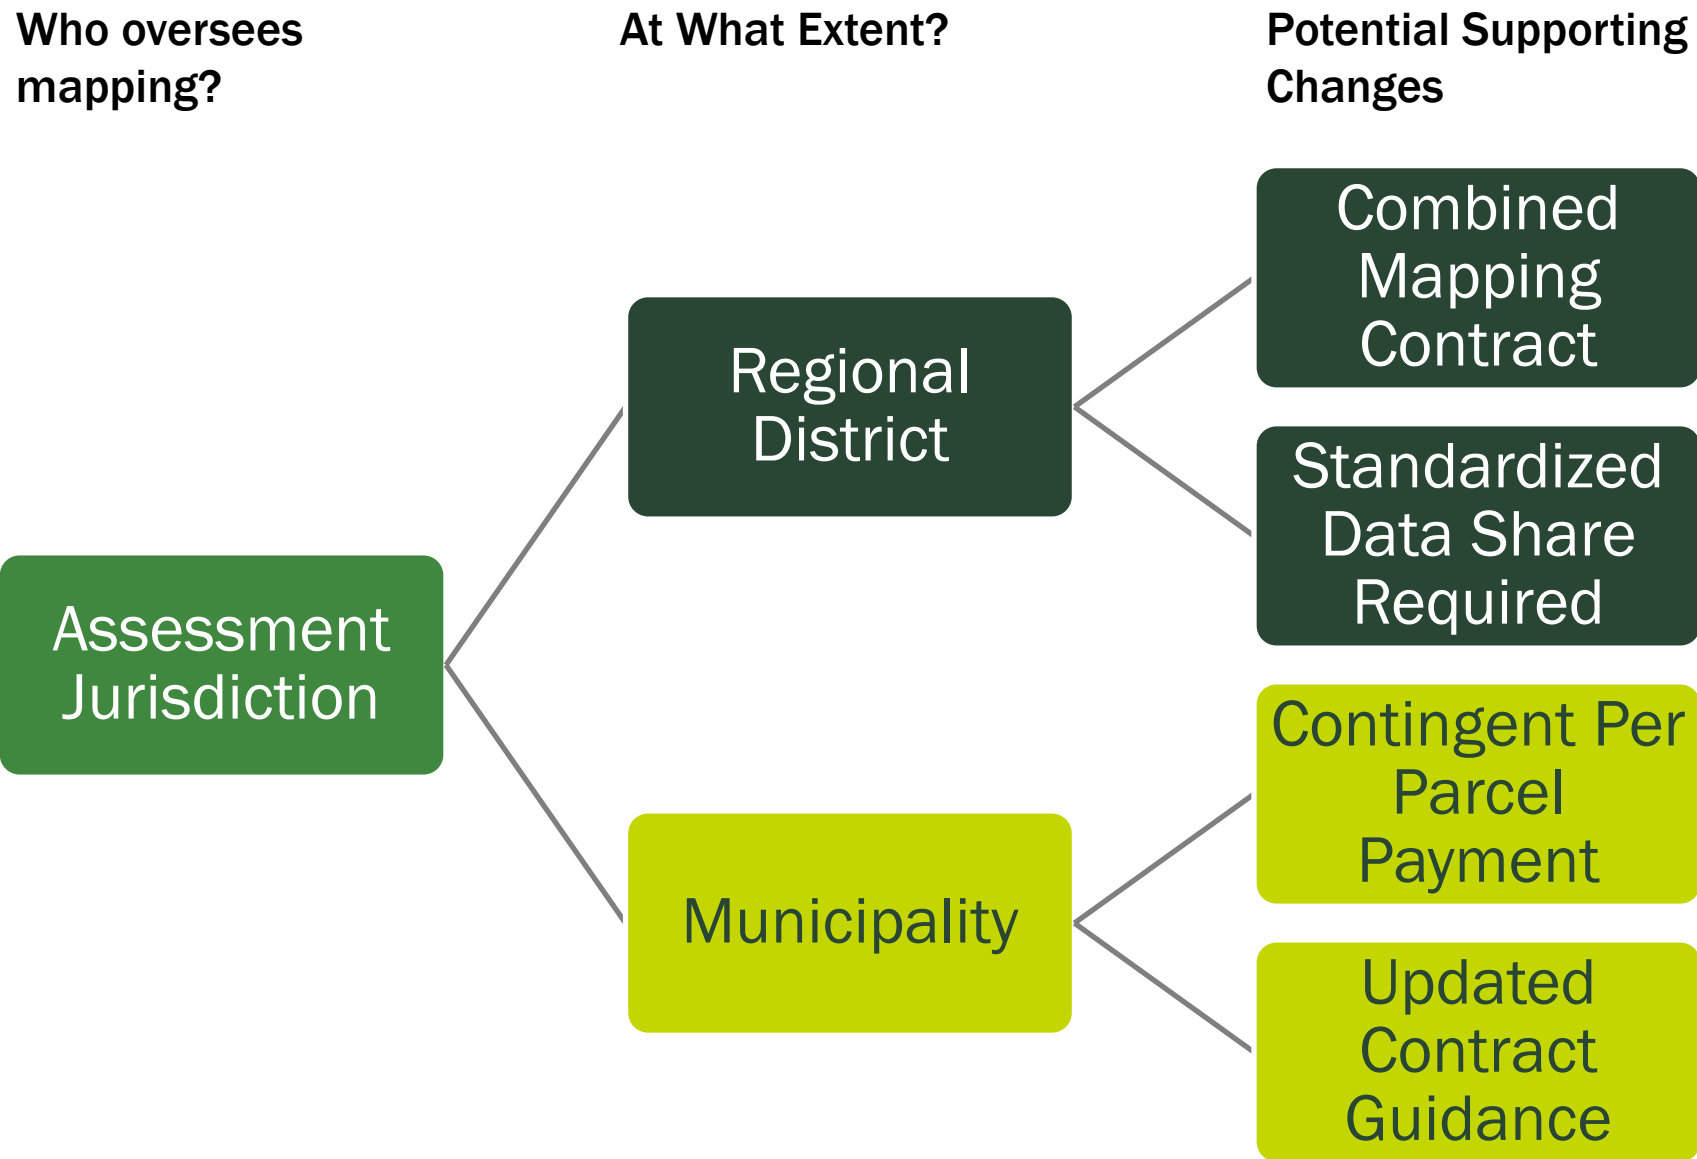 Who oversees
mapping?
At What Extent?
Potential Supporting
Changes
Assessment
Jurisdiction
Regional
District
Municipality
Combined
Mapping
Contract
Standardized
Data Share
Required
Contingent Per
Parcel
Payment
Updated
Contract
Guidance